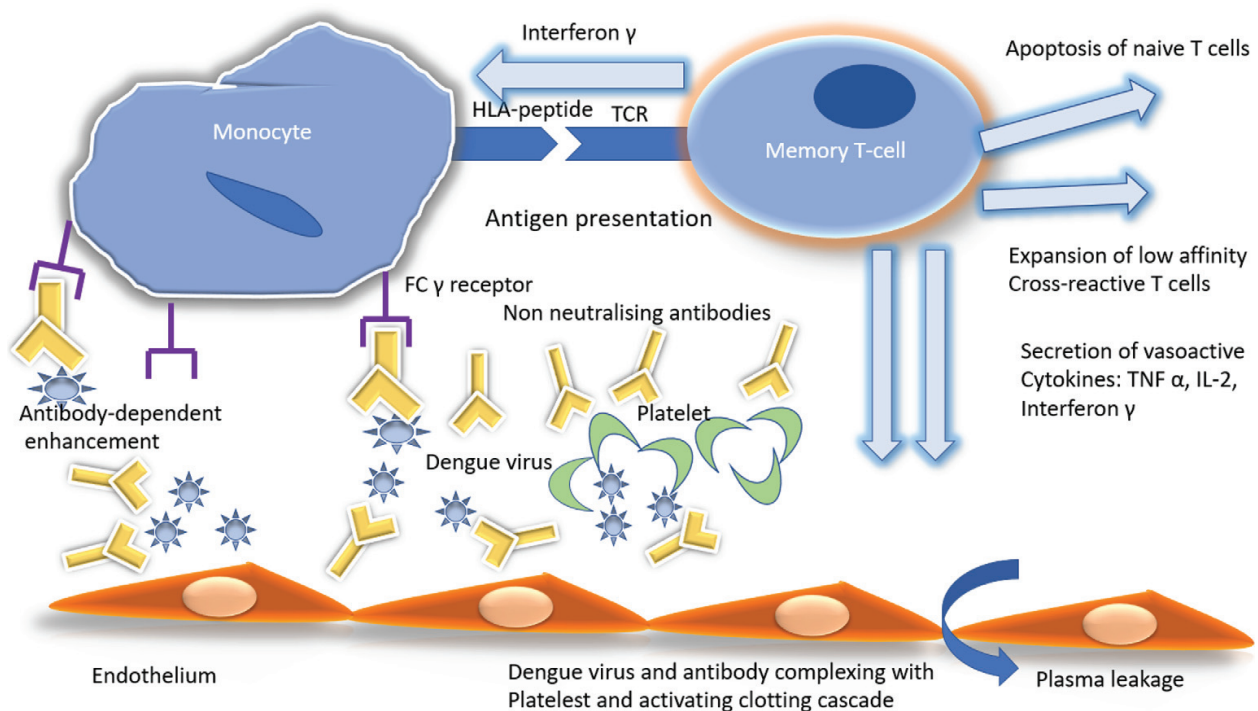 Interferon γ
Apoptosis of naive T cells
HLA-peptide
TCR
Monocyte
Memory T-cell
Antigen presentation
FC γ receptor
Non neutralising antibodies
Expansion of low affinity
Cross-reactive T cells
Secretion of vasoactive
Cytokines: TNF α, IL-2,
Interferon γ
Antibody-dependent
enhancement
Platelet
Dengue virus
Endothelium
Dengue virus and antibody complexing with
Platelest and activating clotting cascade
Plasma leakage